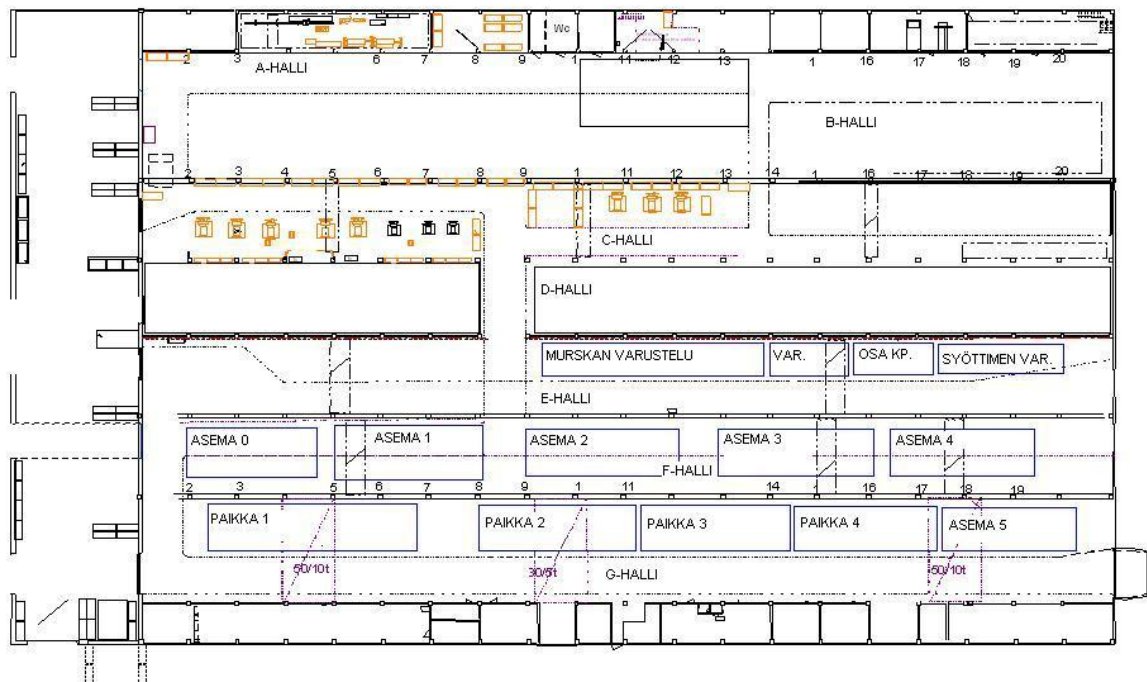 Wc
2 3 7 8 9 1 11 12 13 1 16 17 18 19 20
A-HALLI
B-HALLI
2 3 4 5 6 7 8 9 10 11 12 13 14 16 17 18 19 20
C-HALLI
D-HALLI
MURSKAN VARUSTELU
VAR.
OSA KP.
SYÖTTIMEN VAR.
E-HALLI
ASEMA 0
ASEMA 1
ASEMA 2
ASEMA 3
ASEMA 4
F-HALLI
2 3 5 6 7 8 9 1 11 14 1 16 17 18 19
PAIKKA 1
PAIKKA 2
PAIKKA 3
PAIKKA 4
ASEMA 5
50/10t
30/5t
50/10t
G-HALLI